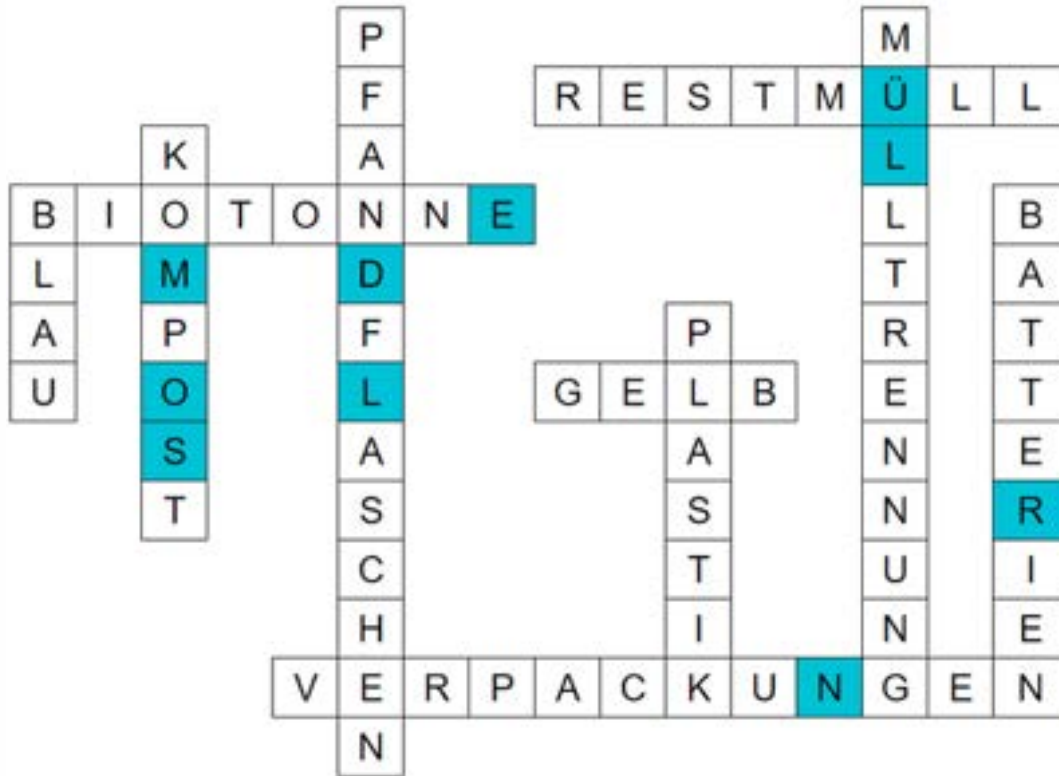 PFANDFLASCHEN
MÜLLTRENNUNG
RESTMÜLL
KOMPOST
BIOTONNE
BLAU
BATTERIEN
PLASTIK
GELB
VERPACKUNGEN